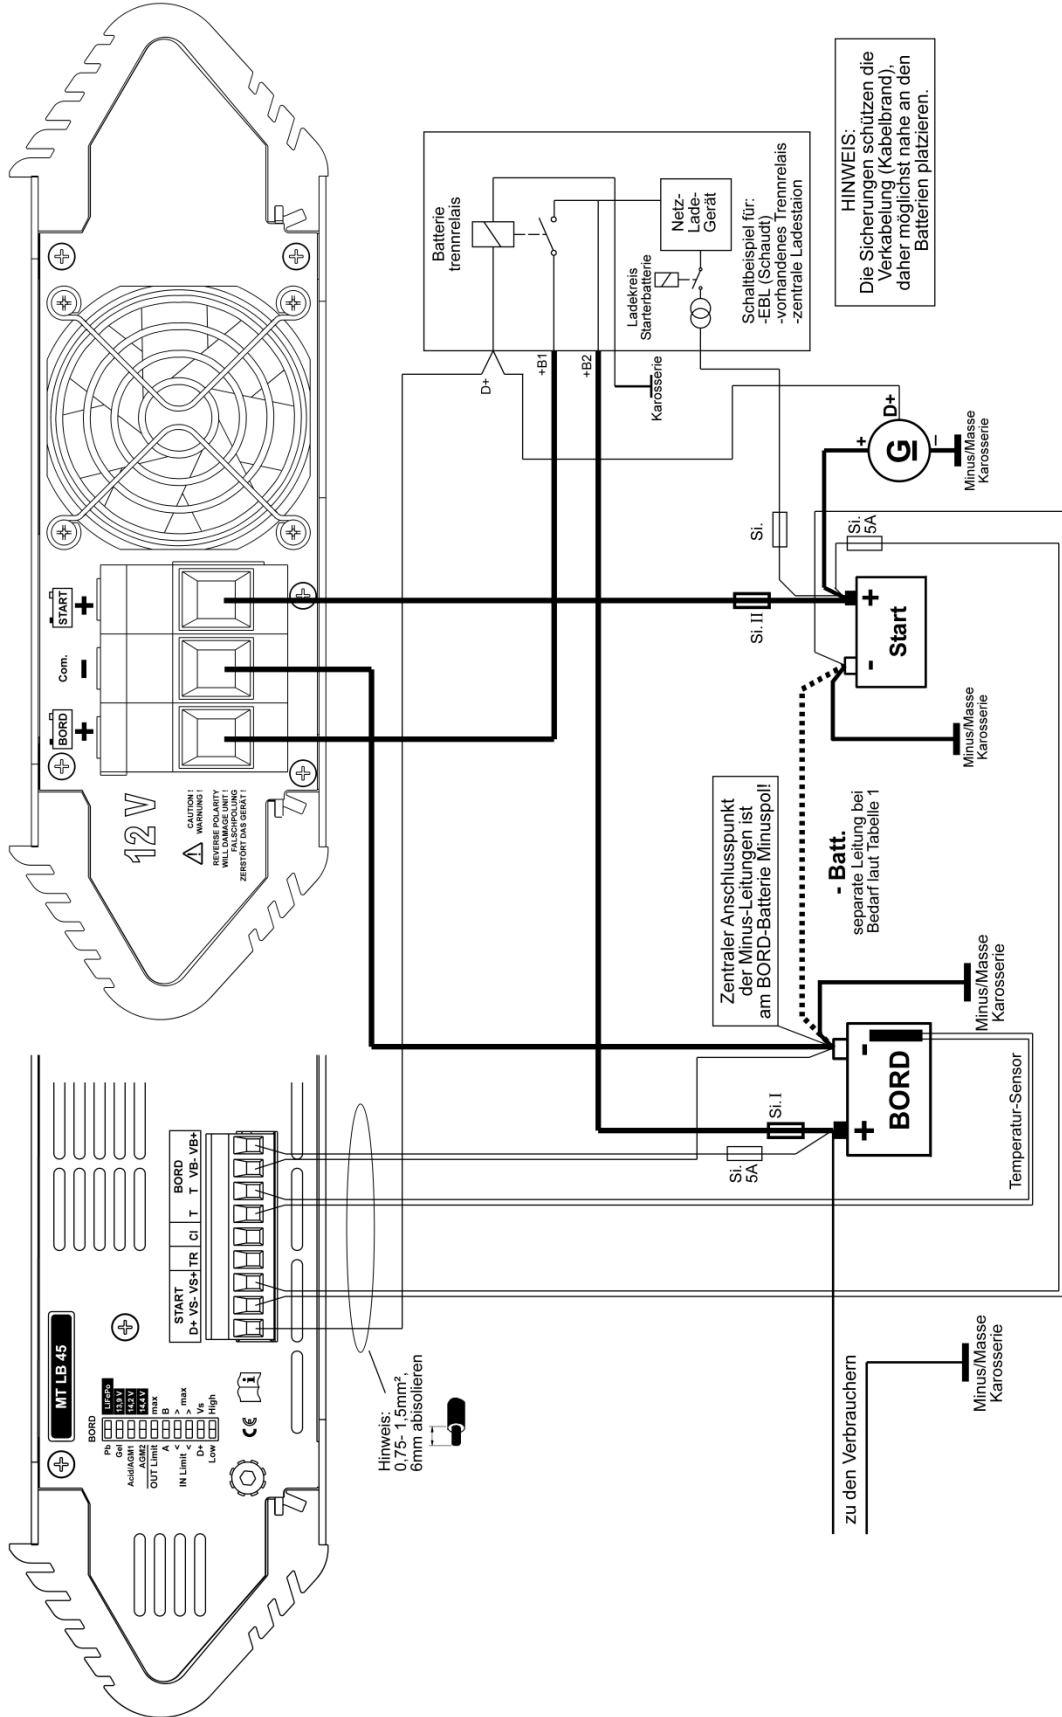 MT LB 45
BORD
Pb
LiFePo
Gel
13,9 V
Acid/AGM1
14,2 V
AGM2
14,4 V
OUT Limit
max
A
B
IN Limit
<
>
max
<
>
D+
Vs
Low
High
START
BORD
D+ VS- VS+
TR
CI
T
T
VB- VB+
Hinweis:
0,75- 1,5mm²,
6mm abisolieren
12 V
CAUTION !
WARNUNG !
REVERSE POLARITY
WILL DAMAGE UNIT !
FALSCHPOLUNG
ZERSTÖRT DAS GERÄT !
BORD
+
Com.
-
START
+
Batterie
trennrelais
D+
+B1
+B2
Karosserie
Ladekreis
Starterbatterie
Netz-
Lade-
Gerät
Schaltbeispiel für:
-EBL (Schaudt)
-vorhandenes Trennrelais
-zentrale Ladestaion
HINWEIS:
Die Sicherungen schützen die
Verkabelung (Kabelbrand),
daher möglichst nahe an den
Batterien platzieren.
Zentraler Anschlusspunkt
der Minus-Leitungen ist
am BORD-Batterie Minuspol!
- Batt.
separate Leitung bei
Bedarf laut Tabelle 1
Si.
5A
Si. I
Si. II
Si.
Si.
5A
+
-
BORD
Minus/Masse
Karosserie
Temperatur-Sensor
-
+
Start
Minus/Masse
Karosserie
+
G
D+
–
Minus/Masse
Karosserie
zu den Verbrauchern
Minus/Masse
Karosserie